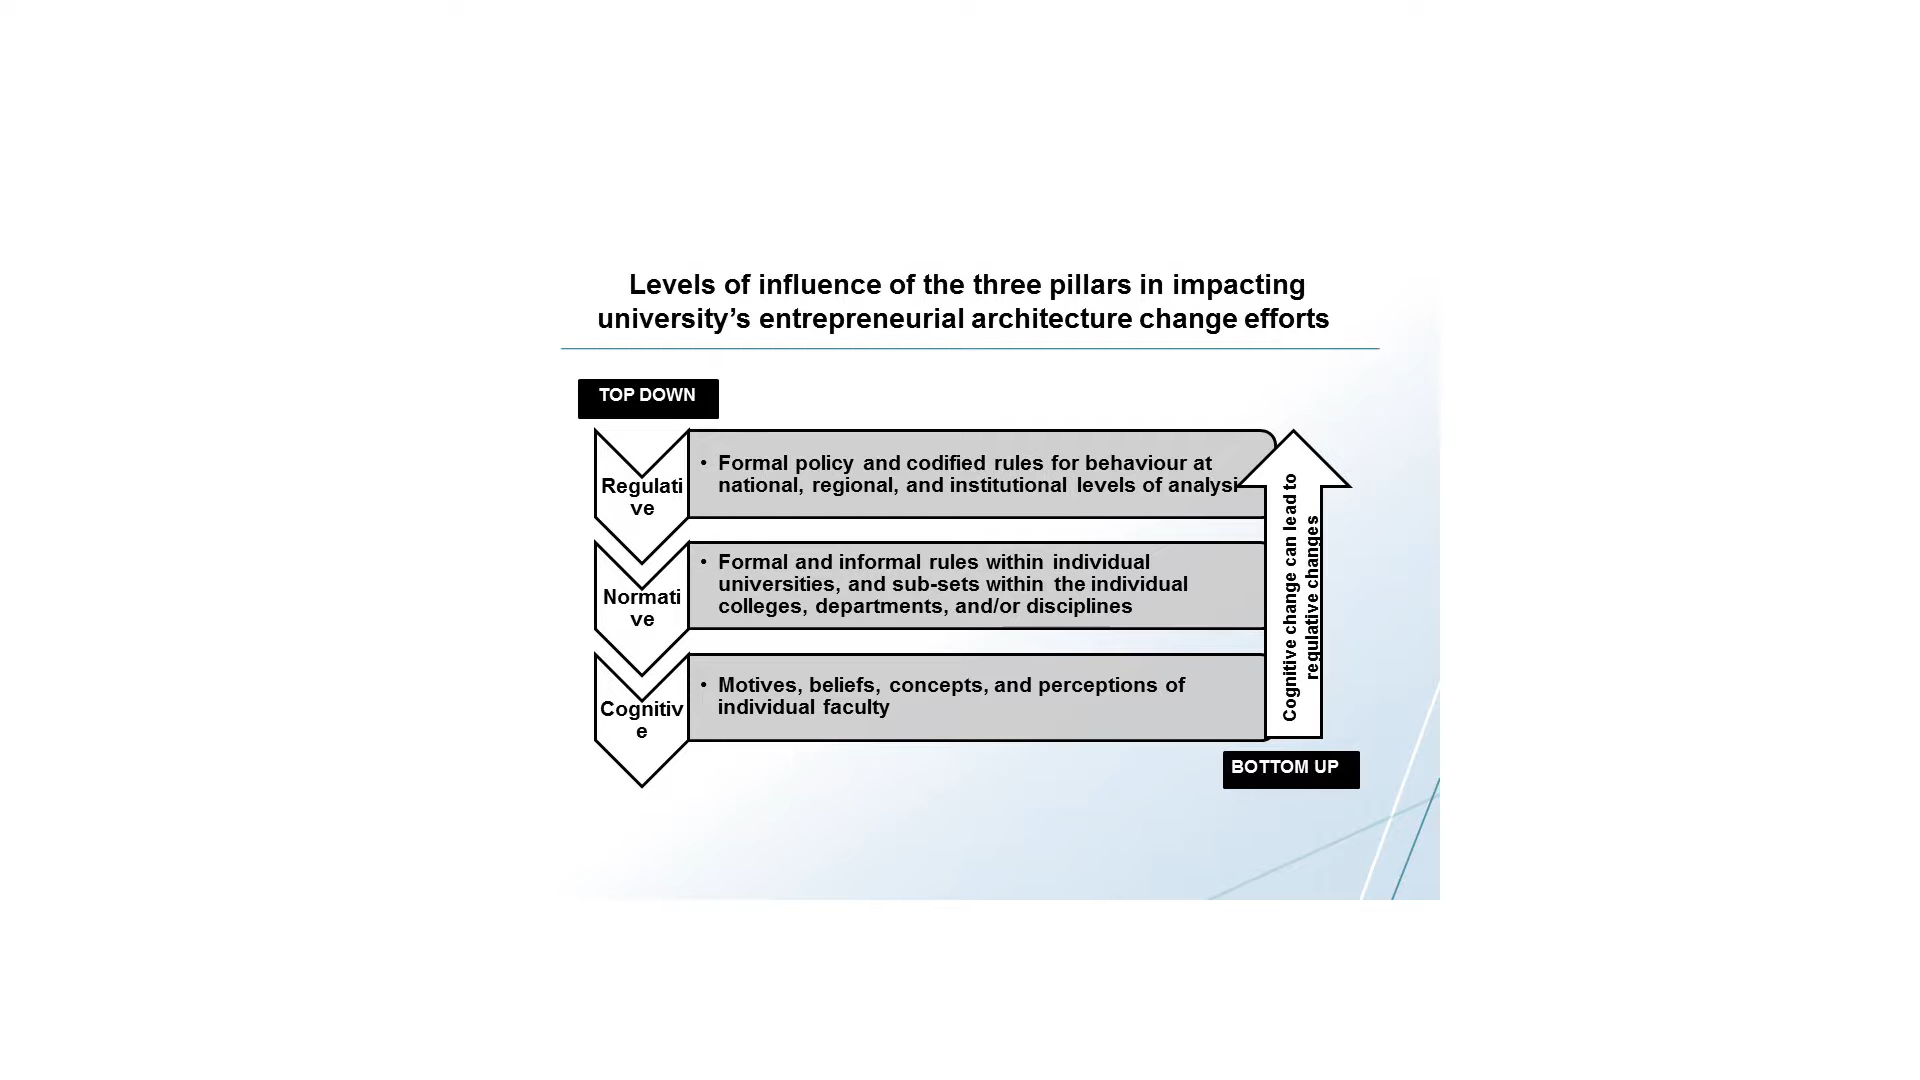 Levels of influence of the three pillars in impacting
university’s entrepreneurial architecture change efforts
TOP DOWN
Regulati
ve
• Formal policy and codified rules for behaviour at
national, regional, and institutional levels of analysi
Normati
ve
• Formal and informal rules within individual
universities, and sub-sets within the individual
colleges, departments, and/or disciplines
Cognitiv
e
• Motives, beliefs, concepts, and perceptions of
individual faculty
Cognitive change can lead to
regulative changes
BOTTOM UP